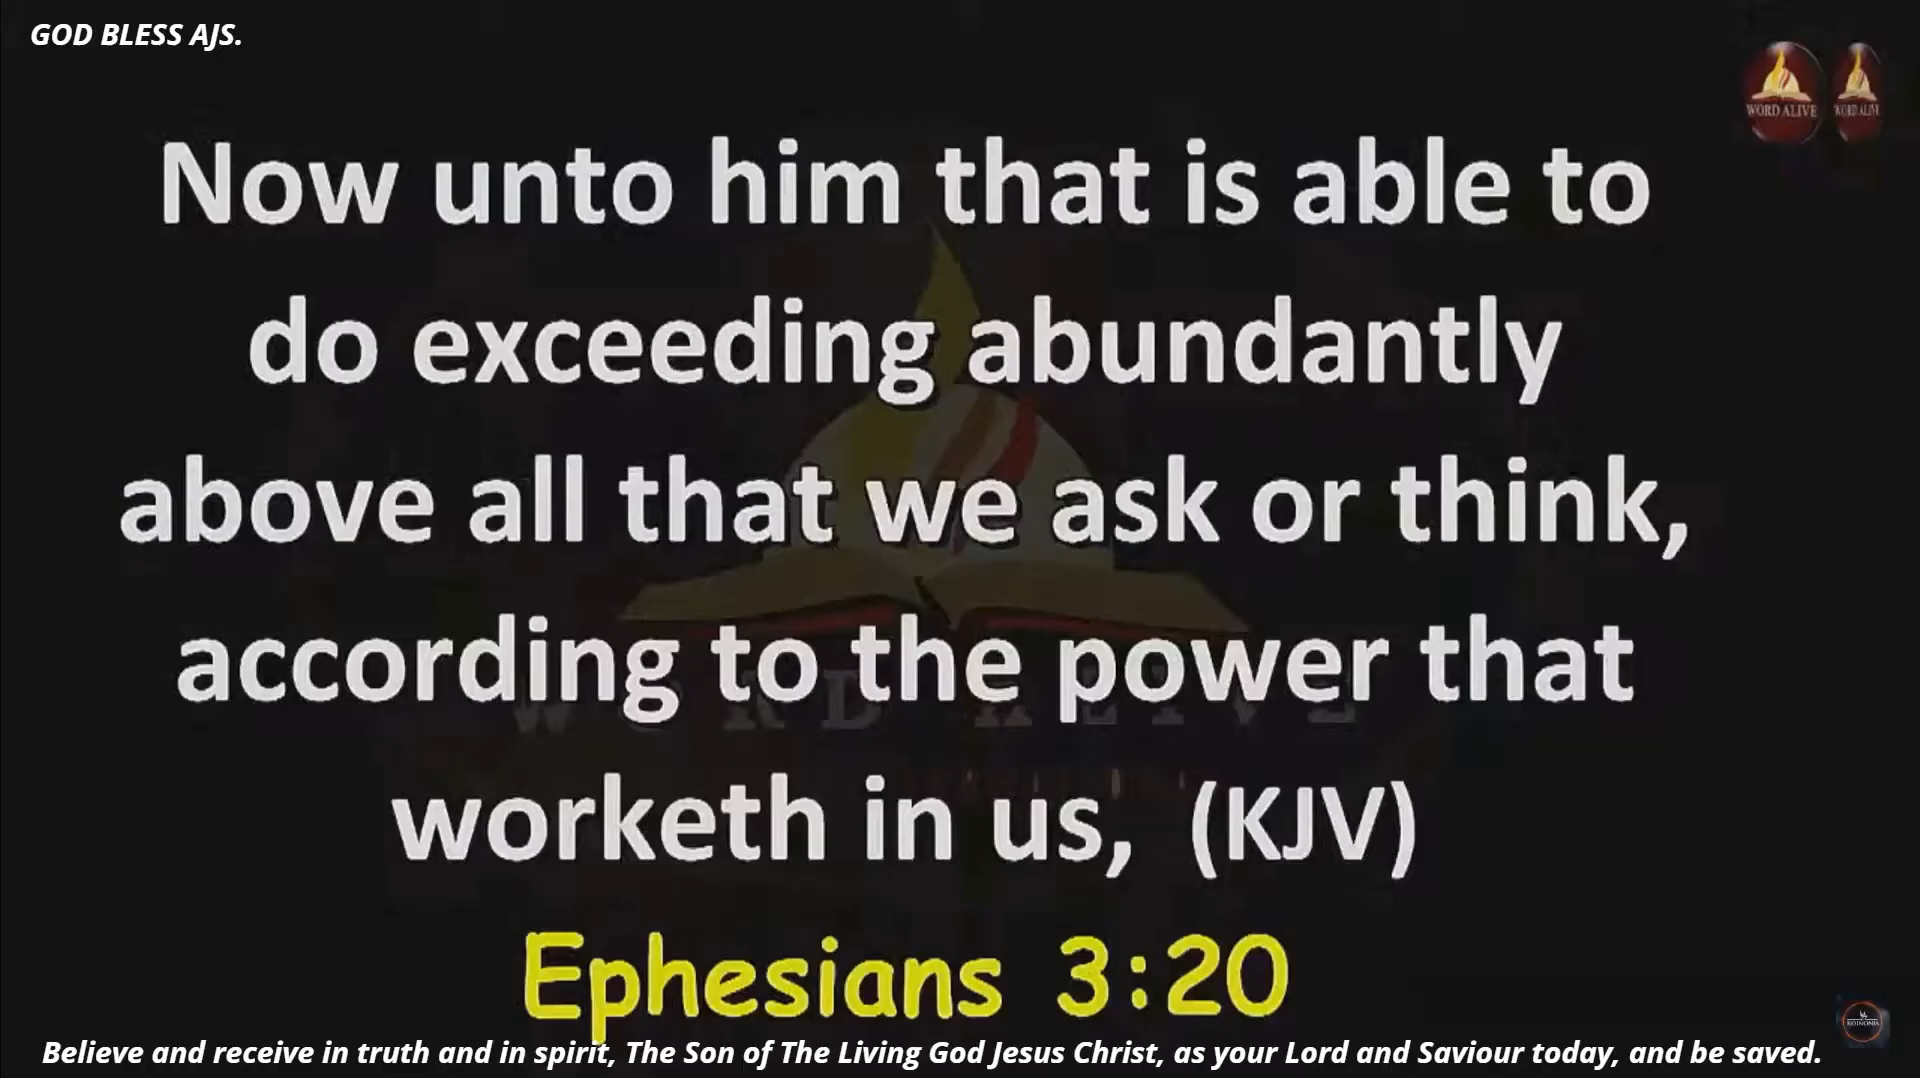 GOD BLESS AJS.
WORD ALIVE WORD ALIVE
Now unto him that is able to
do exceeding abundantly
above all that we ask or think,
according to the power that
worketh in us, (KJV)
WORD ALIVE
Ephesians 3:20
KOINONIA
Believe and receive in truth and in spirit, The Son of The Living God Jesus Christ, as your Lord and Saviour today, and be saved.